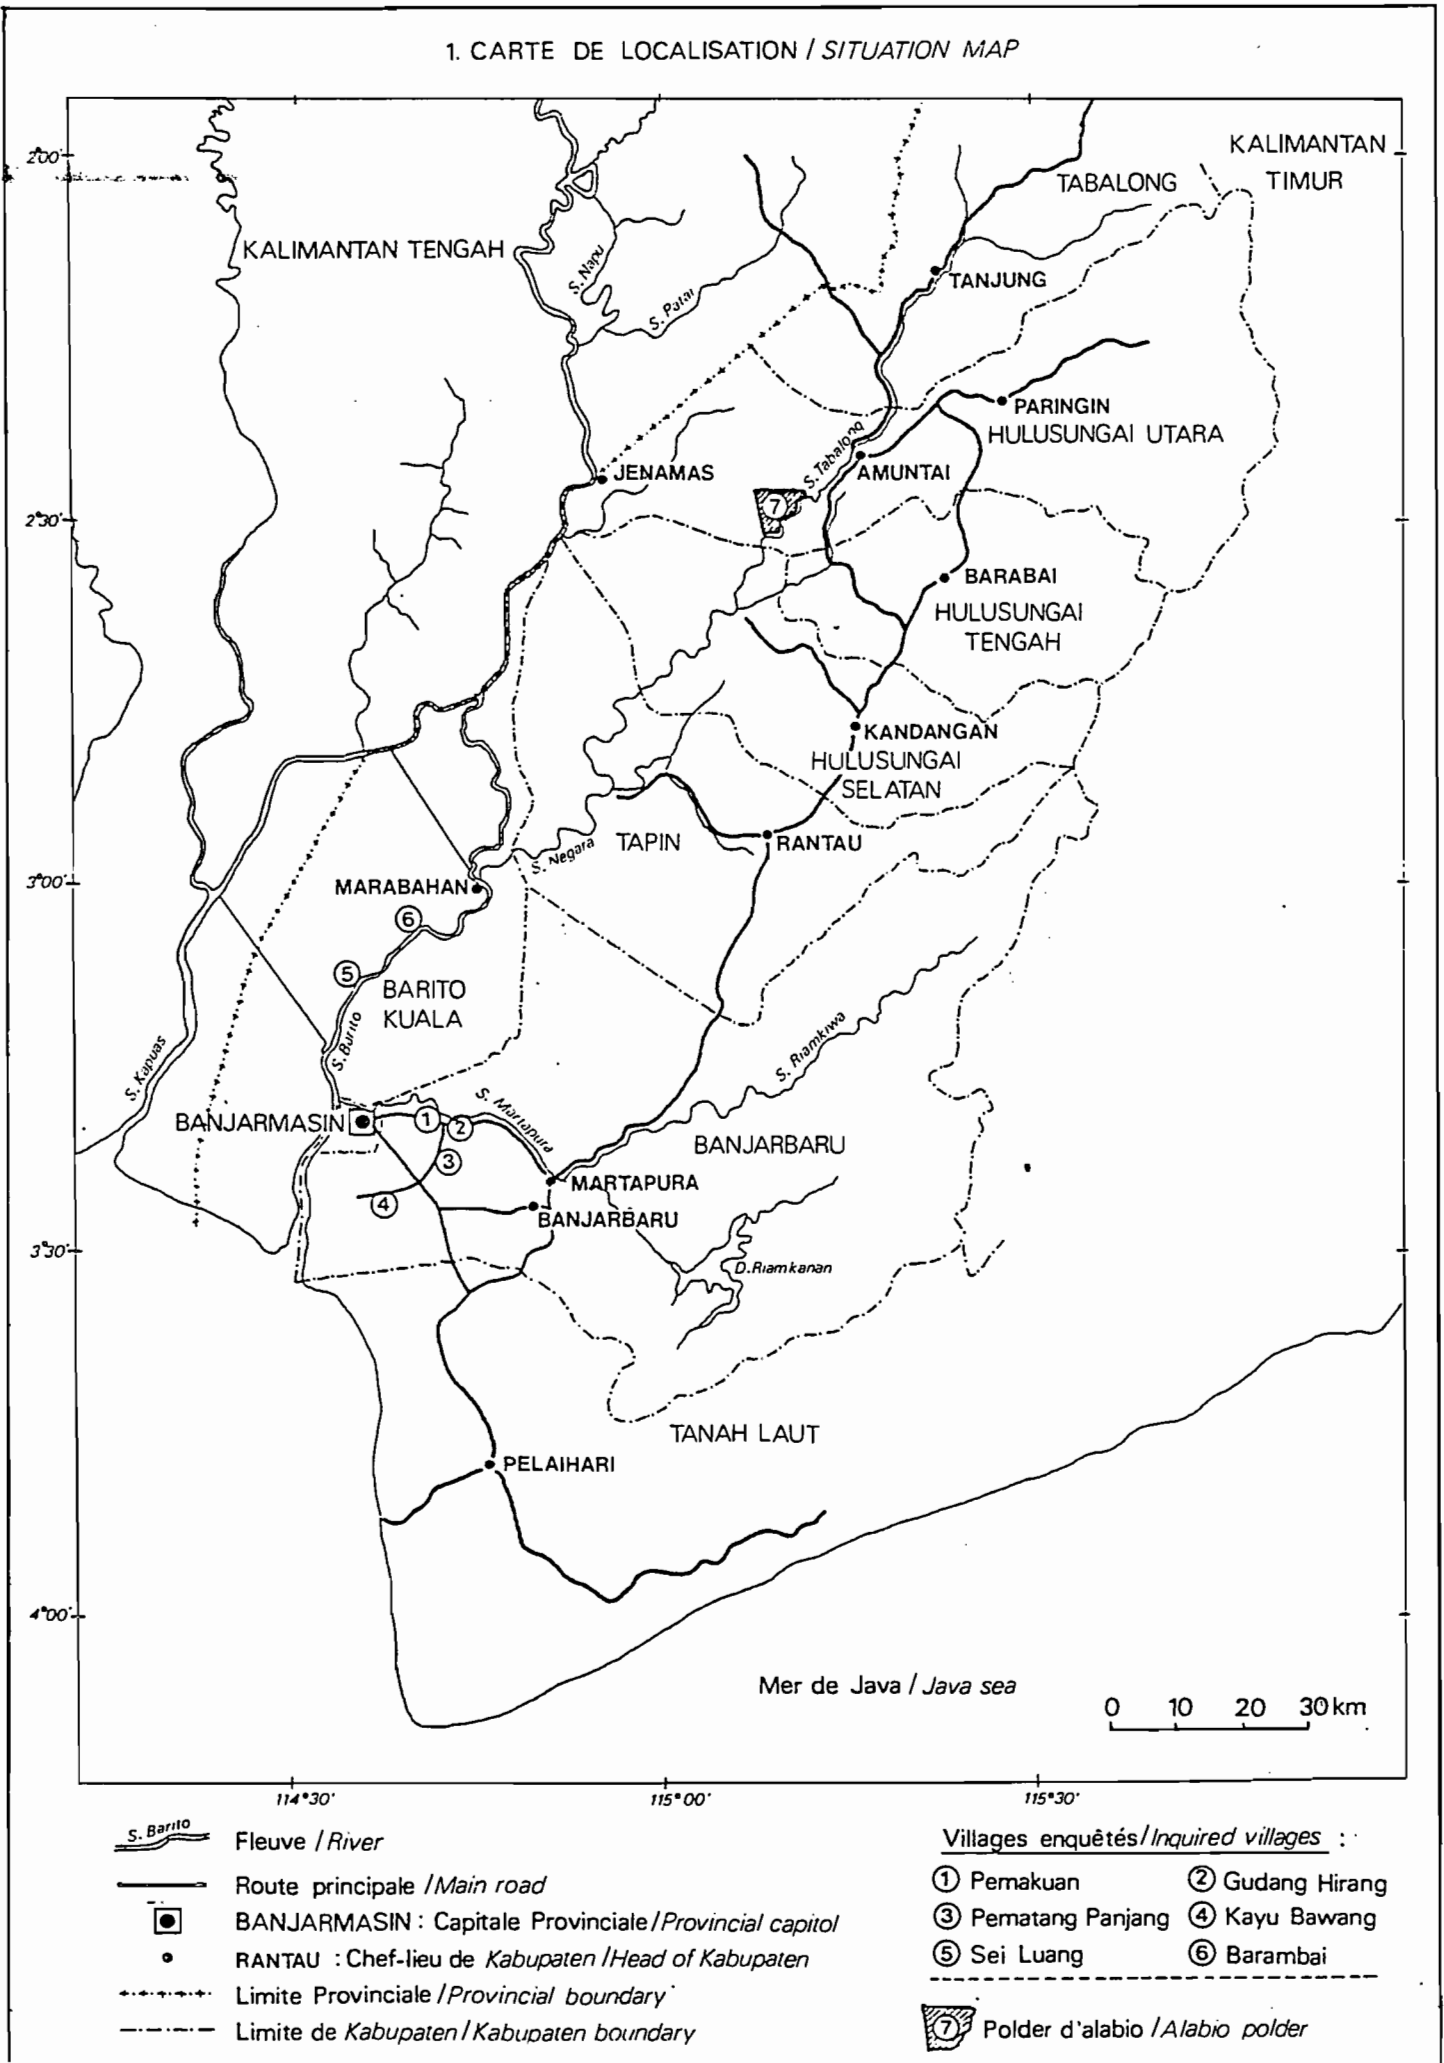 1. CARTE DE LOCALISATION / SITUATION MAP
KALIMANTAN
TIMUR
2°00'
TABALONG
KALIMANTAN TENGAH
S. Napu
TANJUNG
S. Patai
PARINGIN
HULUSUNGAI UTARA
S. Tabalong
JENAMAS
AMUNTAI
7
2°30'
BARABAI
HULUSUNGAI
TENGAH
KANDANGAN
HULUSUNGAI
SELATAN
TAPIN
RANTAU
S. Negara
3°00'
MARABAHAN
6
5
BARITO
KUALA
S. Barito
S. Kapuas
S. Riamkiwa
BANJARMASIN
1
2
S. Martapura
3
BANJARBARU
4
MARTAPURA
BANJARBARU
3°30'
D.Riamkanan
TANAH LAUT
PELAIHARI
4°00'
Mer de Java / Java sea
0 10 20 30 km
114°30' 115°00' 115°30'
S. Barito
Fleuve / River
Route principale / Main road
BANJARMASIN : Capitale Provinciale / Provincial capitol
RANTAU : Chef-lieu de Kabupaten / Head of Kabupaten
Limite Provinciale / Provincial boundary
Limite de Kabupaten / Kabupaten boundary
Villages enquêtés / Inquired villages :
1 Pemakuan 2 Gudang Hirang
3 Pematang Panjang 4 Kayu Bawang
5 Sei Luang 6 Barambai
7 Polder d'alabio / Alabio polder